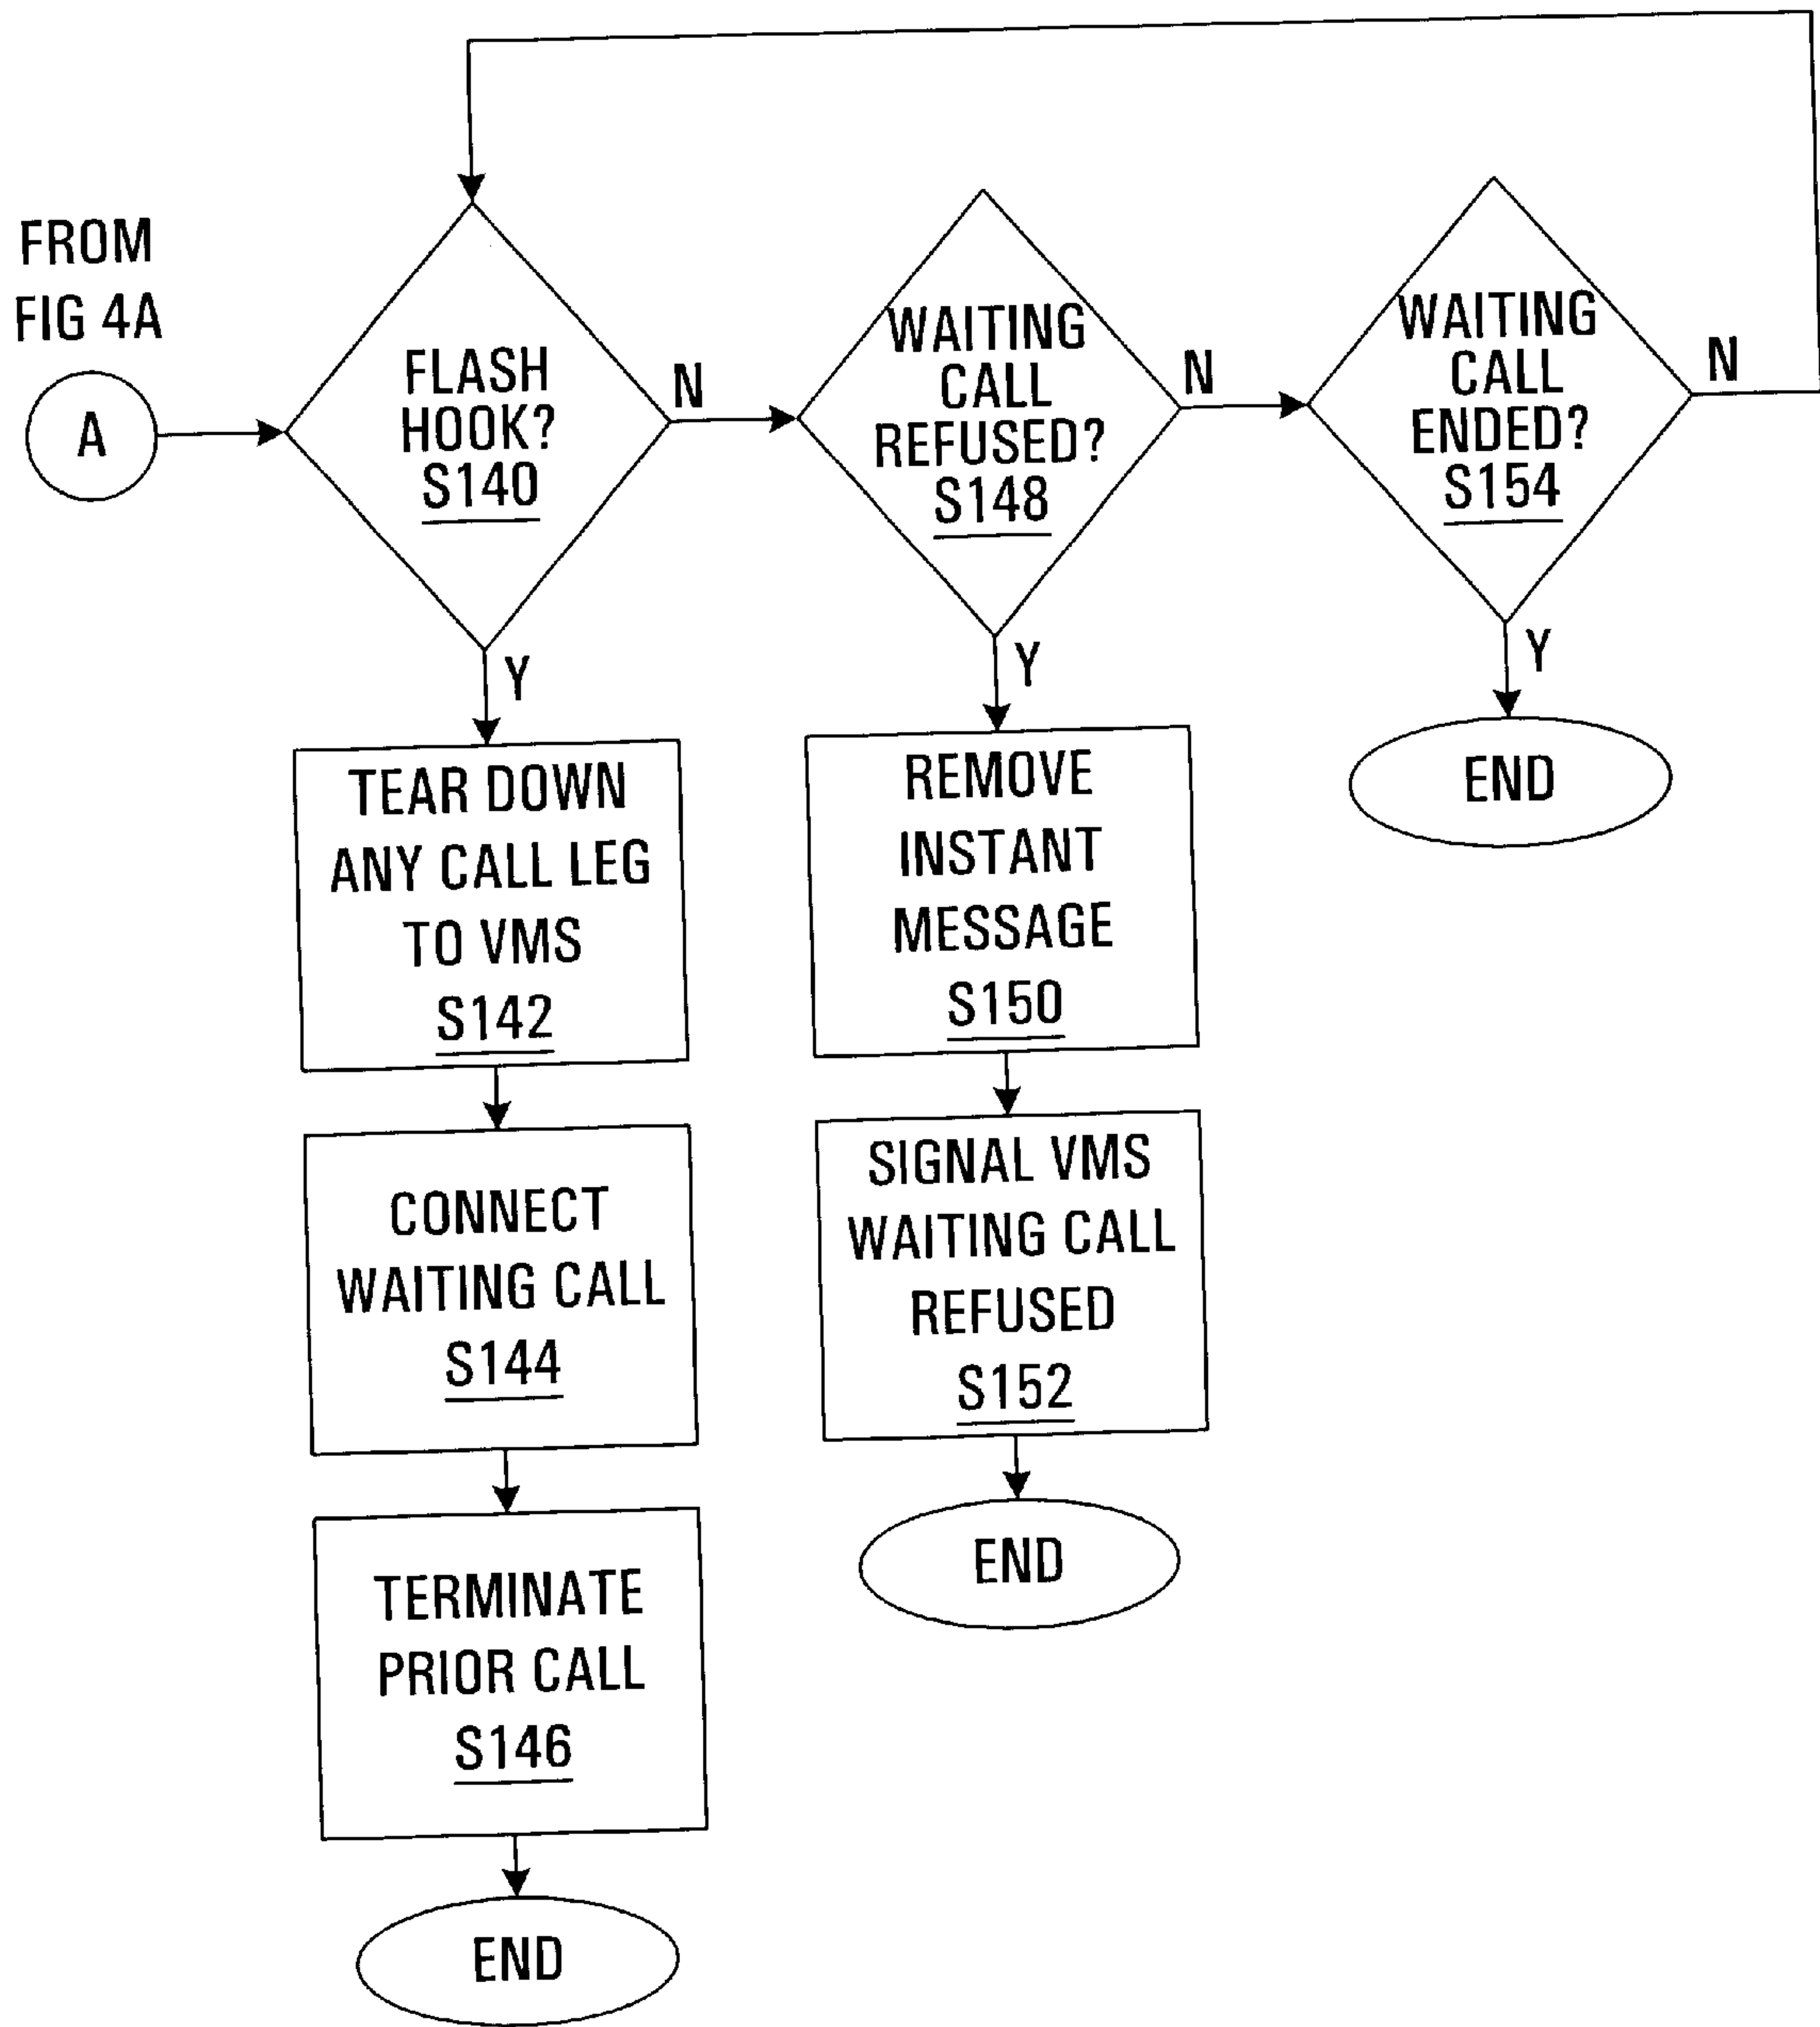 FROM
FIG 4A
A
FLASH
HOOK?
S140
N
WAITING
CALL
REFUSED?
S148
N
WAITING
CALL
ENDED?
S154
N
Y
Y
Y
TEAR DOWN
ANY CALL LEG
TO VMS
S142
REMOVE
INSTANT
MESSAGE
S150
END
CONNECT
WAITING CALL
S144
SIGNAL VMS
WAITING CALL
REFUSED
S152
TERMINATE
PRIOR CALL
S146
END
END